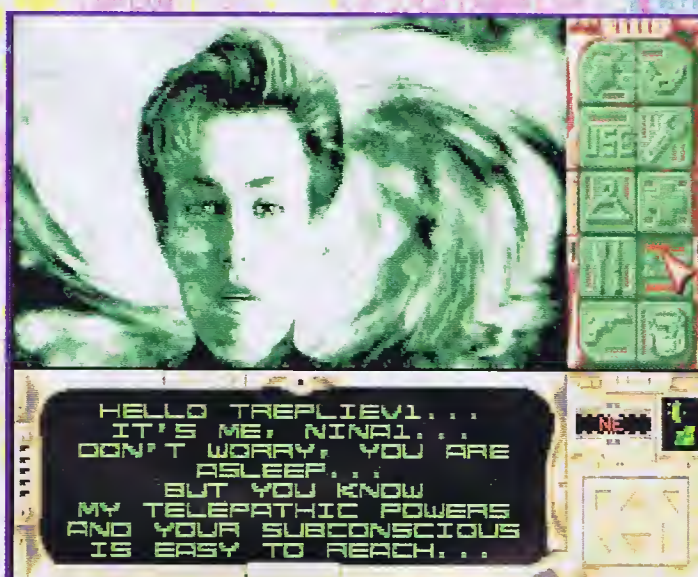 HELLO TREPLIEV1...
IT'S ME, NINA1...
DON'T WORRY, YOU ARE
ASLEEP...
BUT YOU KNOW
MY TELEPATHIC POWERS
AND YOUR SUBCONSCIOUS
IS EASY TO REACH...
NE